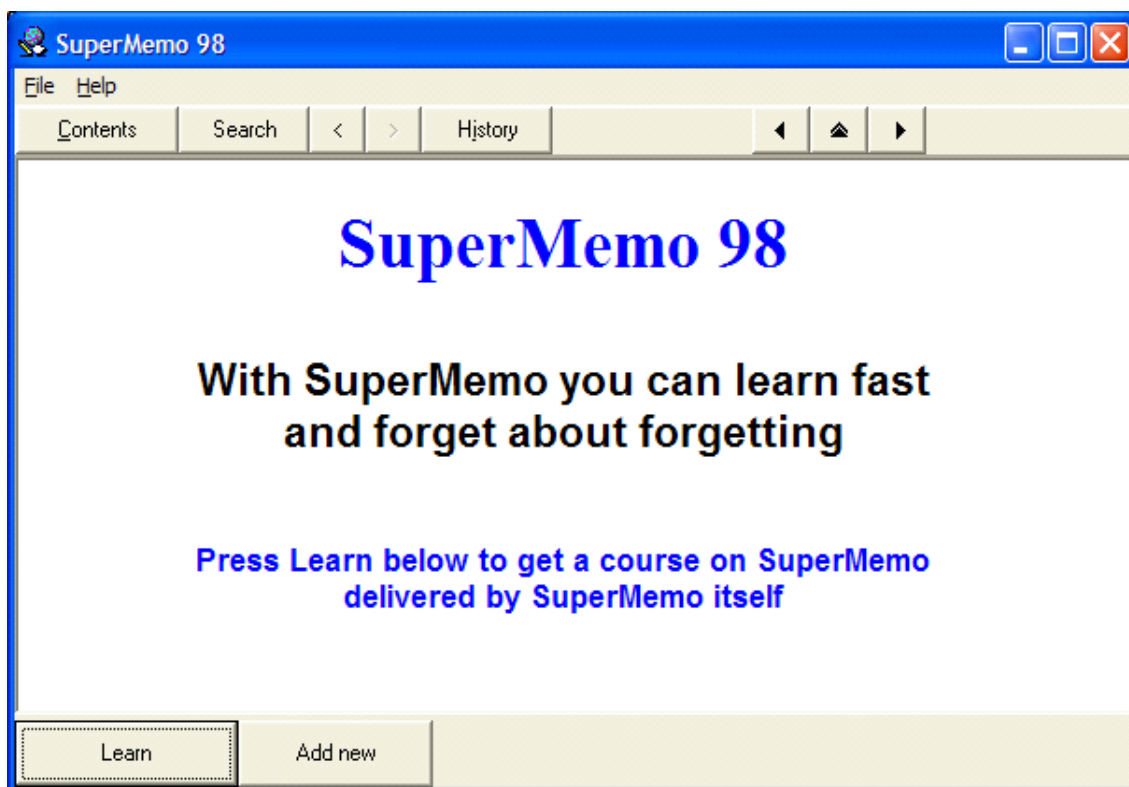 SuperMemo 98
File Help
Contents Search < > History
SuperMemo 98
With SuperMemo you can learn fast
and forget about forgetting
Press Learn below to get a course on SuperMemo
delivered by SuperMemo itself
Learn Add new